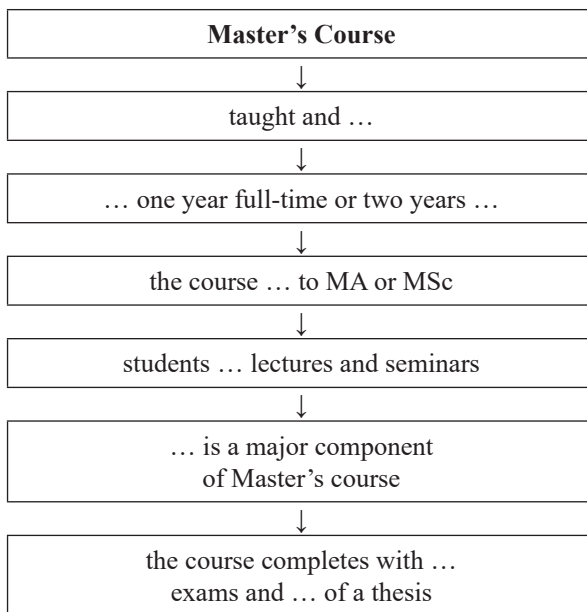 Master’s Course
↓
taught and …
↓
… one year full-time or two years …
↓
the course … to MA or MSc
↓
students … lectures and seminars
↓
… is a major component
of Master’s course
↓
the course completes with …
exams and … of a thesis